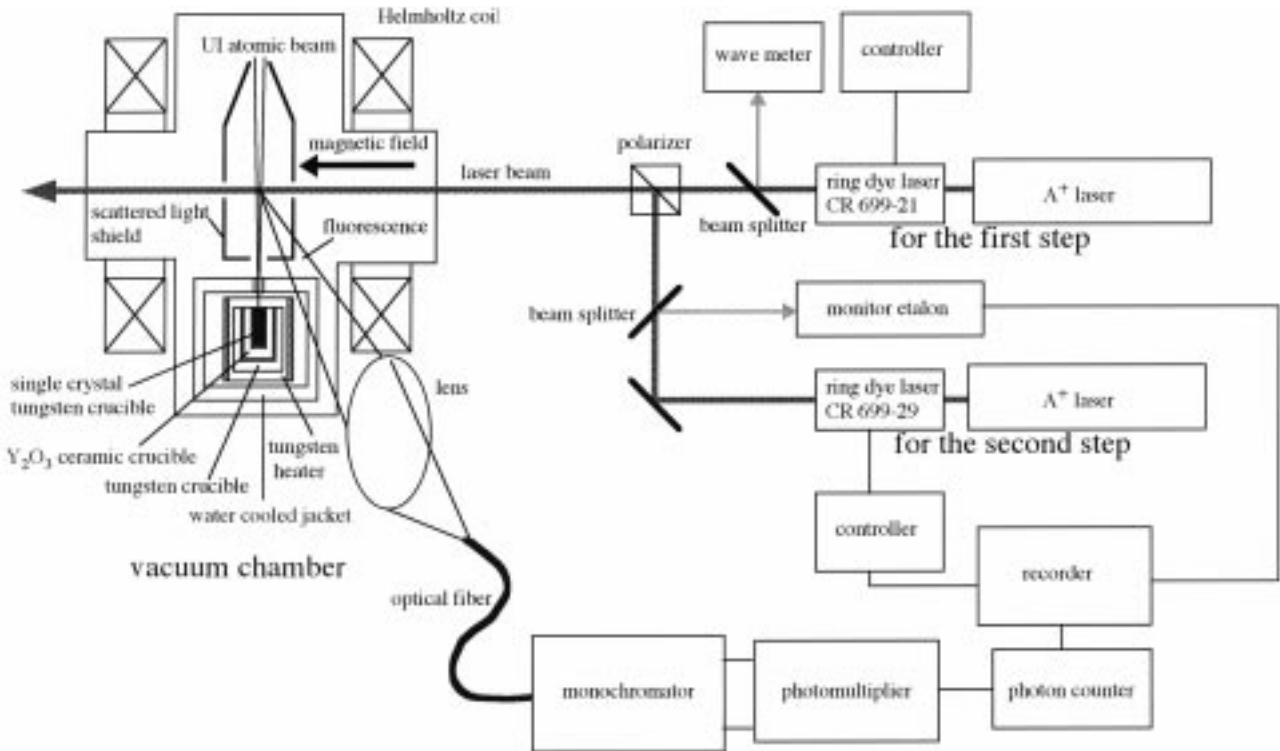 Helmholtz coil
UI atomic beam
wave meter
controller
magnetic field
polarizer
laser beam
ring dye laser
CR 699-21
A⁺ laser
scattered light
shield
fluorescence
beam splitter
for the first step
beam splitter
monitor etalon
single crystal
tungsten crucible
lens
ring dye laser
CR 699-29
A⁺ laser
for the second step
Y₂O₃ ceramic crucible
tungsten
heater
tungsten crucible
water cooled jacket
controller
vacuum chamber
recorder
optical fiber
monochromator
photomultiplier
photon counter